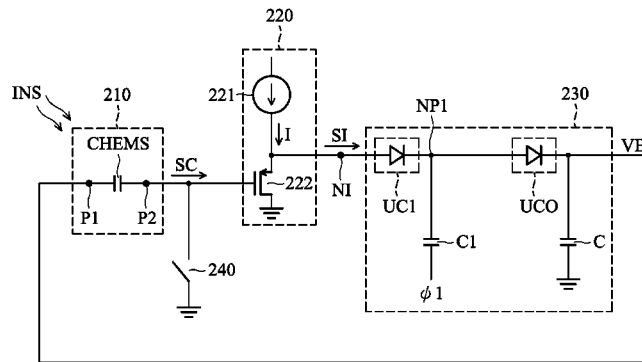 220
INS
210
221
230
CHEMS
SC
I
SI
NP1
VB
P1
P2
222
NI
UC1
UCO
240
C1
C
ϕ1